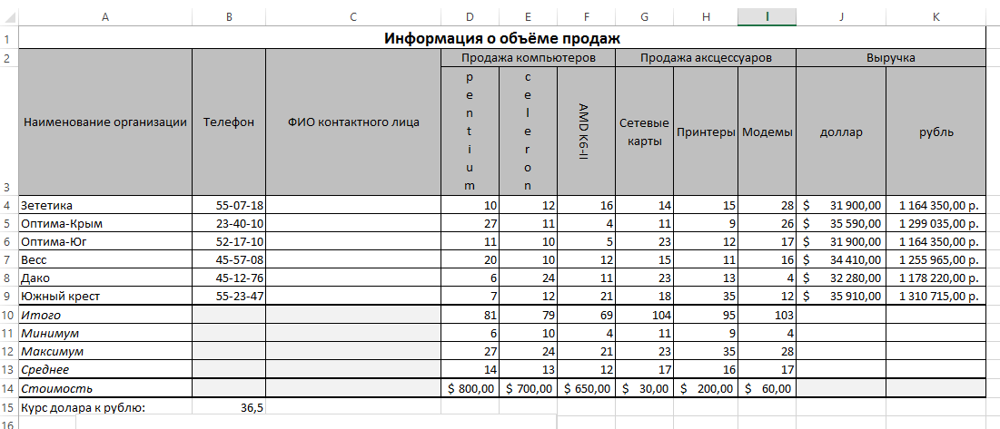 A B C D E F G H I J K
1 Информация о объёме продаж
2 Продажа компьютеров Продажа аксцессуаров Выручка
3 Наименование организации Телефон ФИО контактного лица pentium celeron AMD K6-II Сетевые карты Принтеры Модемы доллар рубль
4 Зететика 55-07-18 10 12 16 14 15 28 $ 31 900,00 1 164 350,00 р.
5 Оптима-Крым 23-40-10 27 11 4 11 9 26 $ 35 590,00 1 299 035,00 р.
6 Оптима-Юг 52-17-10 11 10 5 23 12 17 $ 31 900,00 1 164 350,00 р.
7 Весс 45-57-08 20 10 12 15 11 16 $ 34 410,00 1 255 965,00 р.
8 Дако 45-12-76 6 24 11 23 13 4 $ 32 280,00 1 178 220,00 р.
9 Южный крест 55-23-47 7 12 21 18 35 12 $ 35 910,00 1 310 715,00 р.
10 Итого 81 79 69 104 95 103
11 Минимум 6 10 4 11 9 4
12 Максимум 27 24 21 23 35 28
13 Среднее 14 13 12 17 16 17
14 Стоимость $ 800,00 $ 700,00 $ 650,00 $ 30,00 $ 200,00 $ 60,00
15 Курс долара к рублю: 36,5
16